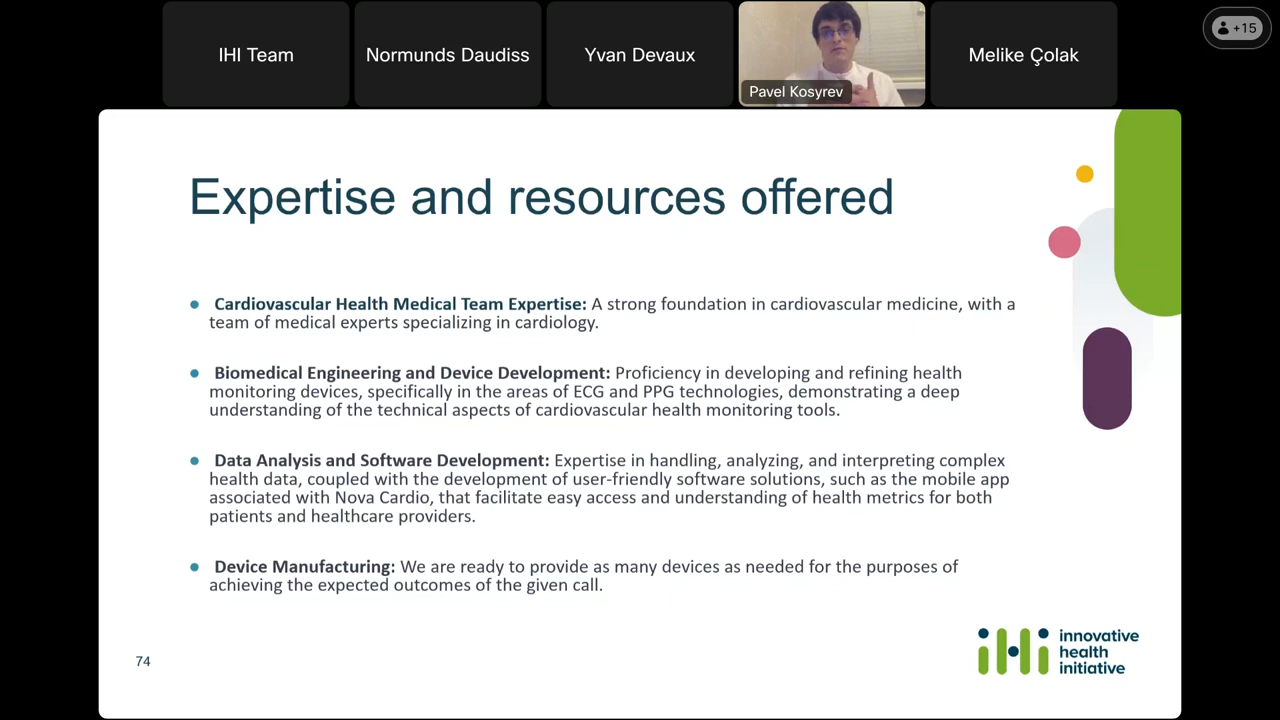 IHI Team
Normunds Daudiss
Yvan Devaux
Pavel Kosyrev
Melike Çolak
+15
Expertise and resources offered
Cardiovascular Health Medical Team Expertise: A strong foundation in cardiovascular medicine, with a
team of medical experts specializing in cardiology.
Biomedical Engineering and Device Development: Proficiency in developing and refining health
monitoring devices, specifically in the areas of ECG and PPG technologies, demonstrating a deep
understanding of the technical aspects of cardiovascular health monitoring tools.
Data Analysis and Software Development: Expertise in handling, analyzing, and interpreting complex
health data, coupled with the development of user-friendly software solutions, such as the mobile app
associated with Nova Cardio, that facilitate easy access and understanding of health metrics for both
patients and healthcare providers.
Device Manufacturing: We are ready to provide as many devices as needed for the purposes of
achieving the expected outcomes of the given call.
74
iHi
innovative
health
initiative